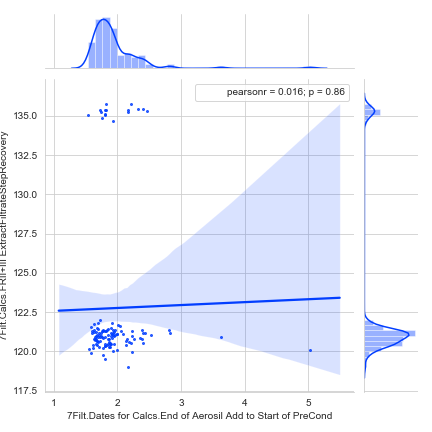 pearsonr = 0.016; p = 0.86
7Filt.Calcs.FRII+III ExtractFiltrateStepRecovery
135.0
132.5
130.0
127.5
125.0
122.5
120.0
117.5
1 2 3 4 5
7Filt.Dates for Calcs.End of Aerosil Add to Start of PreCond